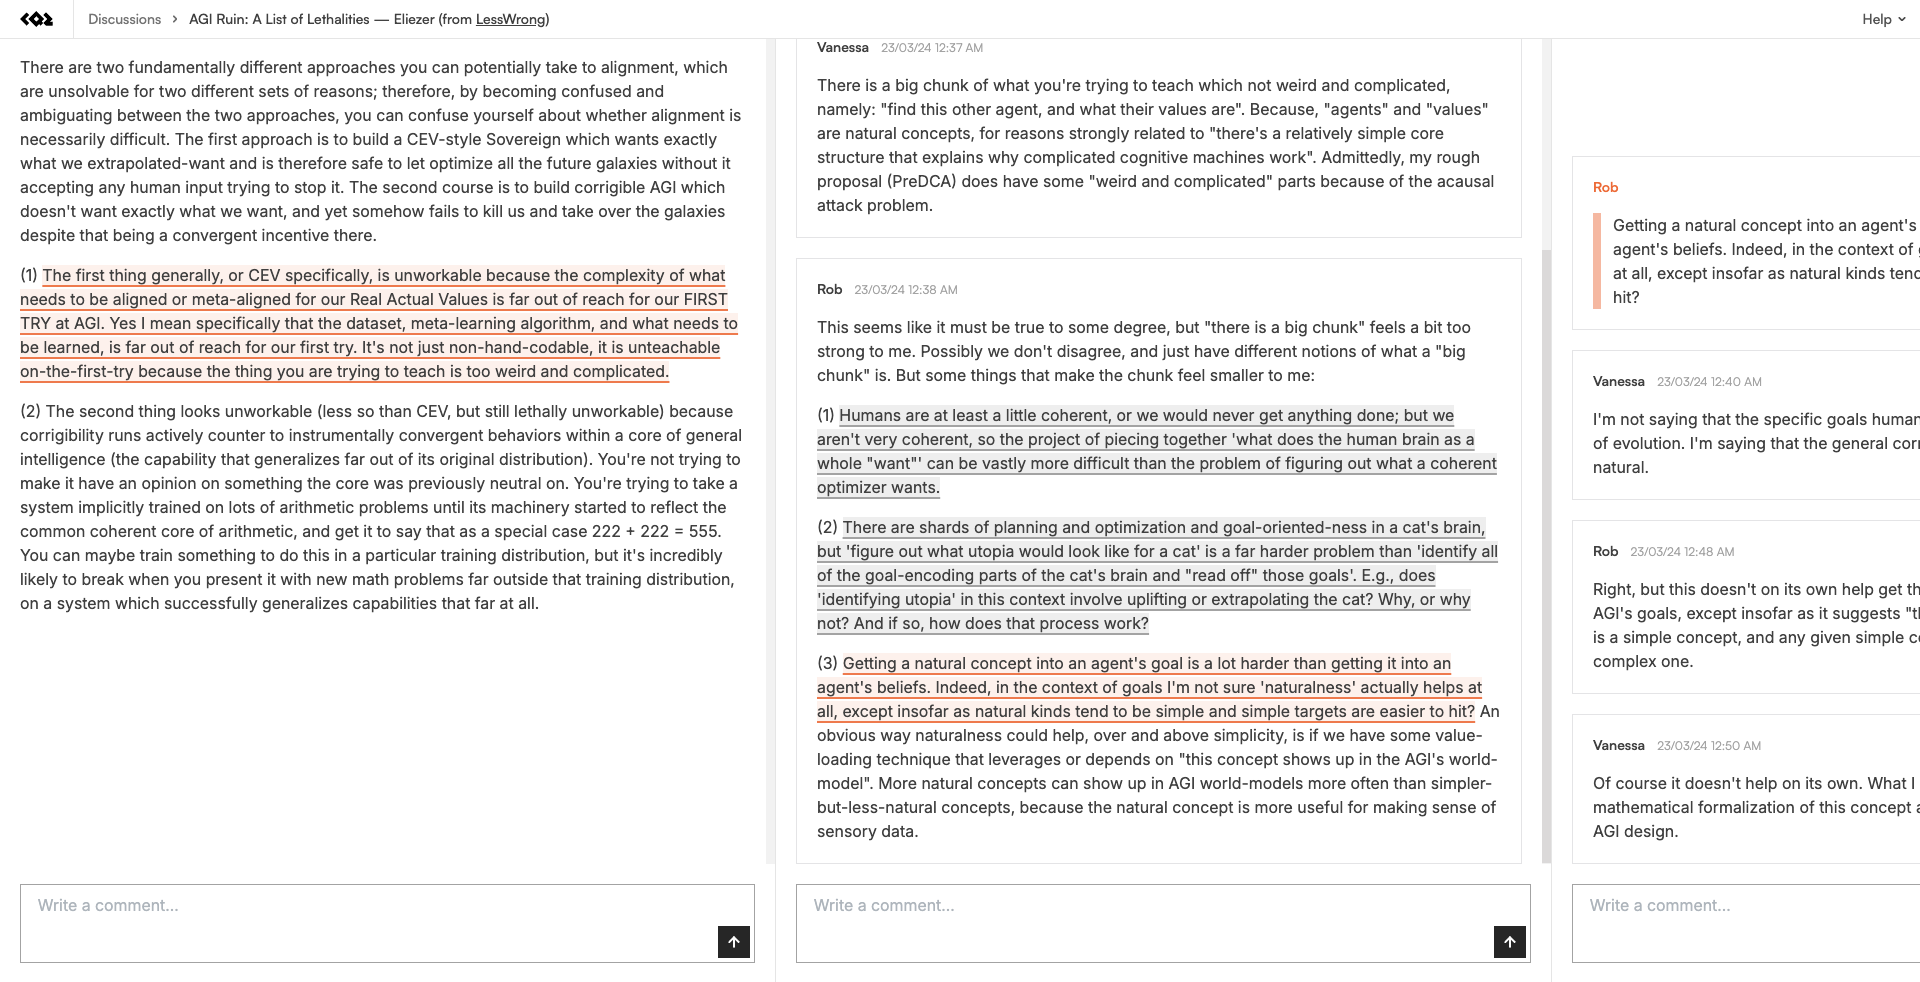 Discussions
AGI Ruin: A List of Lethalities — Eliezer (from LessWrong)
Help
There are two fundamentally different approaches you can potentially take to alignment, which
are unsolvable for two different sets of reasons; therefore, by becoming confused and
ambiguating between the two approaches, you can confuse yourself about whether alignment is
necessarily difficult. The first approach is to build a CEV-style Sovereign which wants exactly
what we extrapolated-want and is therefore safe to let optimize all the future galaxies without it
accepting any human input trying to stop it. The second course is to build corrigible AGI which
doesn't want exactly what we want, and yet somehow fails to kill us and take over the galaxies
despite that being a convergent incentive there.
(1) The first thing generally, or CEV specifically, is unworkable because the complexity of what
needs to be aligned or meta-aligned for our Real Actual Values is far out of reach for our FIRST
TRY at AGI. Yes I mean specifically that the dataset, meta-learning algorithm, and what needs to
be learned, is far out of reach for our first try. It's not just non-hand-codable, it is unteachable
on-the-first-try because the thing you are trying to teach is too weird and complicated.
(2) The second thing looks unworkable (less so than CEV, but still lethally unworkable) because
corrigibility runs actively counter to instrumentally convergent behaviors within a core of general
intelligence (the capability that generalizes far out of its original distribution). You're not trying to
make it have an opinion on something the core was previously neutral on. You're trying to take a
system implicitly trained on lots of arithmetic problems until its machinery started to reflect the
common coherent core of arithmetic, and get it to say that as a special case 222 + 222 = 555.
You can maybe train something to do this in a particular training distribution, but it's incredibly
likely to break when you present it with new math problems far outside that training distribution,
on a system which successfully generalizes capabilities that far at all.
Write a comment...
Vanessa 23/03/24 12:37 AM
There is a big chunk of what you're trying to teach which not weird and complicated,
namely: "find this other agent, and what their values are". Because, "agents" and "values"
are natural concepts, for reasons strongly related to "there's a relatively simple core
structure that explains why complicated cognitive machines work". Admittedly, my rough
proposal (PreDCA) does have some "weird and complicated" parts because of the acausal
attack problem.
Rob 23/03/24 12:38 AM
This seems like it must be true to some degree, but "there is a big chunk" feels a bit too
strong to me. Possibly we don't disagree, and just have different notions of what a "big
chunk" is. But some things that make the chunk feel smaller to me:
(1) Humans are at least a little coherent, or we would never get anything done; but we
aren't very coherent, so the project of piecing together 'what does the human brain as a
whole "want"' can be vastly more difficult than the problem of figuring out what a coherent
optimizer wants.
(2) There are shards of planning and optimization and goal-oriented-ness in a cat's brain,
but 'figure out what utopia would look like for a cat' is a far harder problem than 'identify all
of the goal-encoding parts of the cat's brain and "read off" those goals'. E.g., does
'identifying utopia' in this context involve uplifting or extrapolating the cat? Why, or why
not? And if so, how does that process work?
(3) Getting a natural concept into an agent's goal is a lot harder than getting it into an
agent's beliefs. Indeed, in the context of goals I'm not sure 'naturalness' actually helps at
all, except insofar as natural kinds tend to be simple and simple targets are easier to hit? An
obvious way naturalness could help, over and above simplicity, is if we have some value-
loading technique that leverages or depends on "this concept shows up in the AGI's world-
model". More natural concepts can show up in AGI world-models more often than simpler-
but-less-natural concepts, because the natural concept is more useful for making sense of
sensory data.
Write a comment...
Rob
Getting a natural concept into an agent's
agent's beliefs. Indeed, in the context of
at all, except insofar as natural kinds tend
hit?
Vanessa 23/03/24 12:40 AM
I'm not saying that the specific goals human
of evolution. I'm saying that the general
natural.
Rob 23/03/24 12:48 AM
Right, but this doesn't on its own help get
AGI's goals, except insofar as it suggests
is a simple concept, and any given simple
complex one.
Vanessa 23/03/24 12:50 AM
Of course it doesn't help on its own. What I
mathematical formalization of this concept
AGI design.
Write a comment...